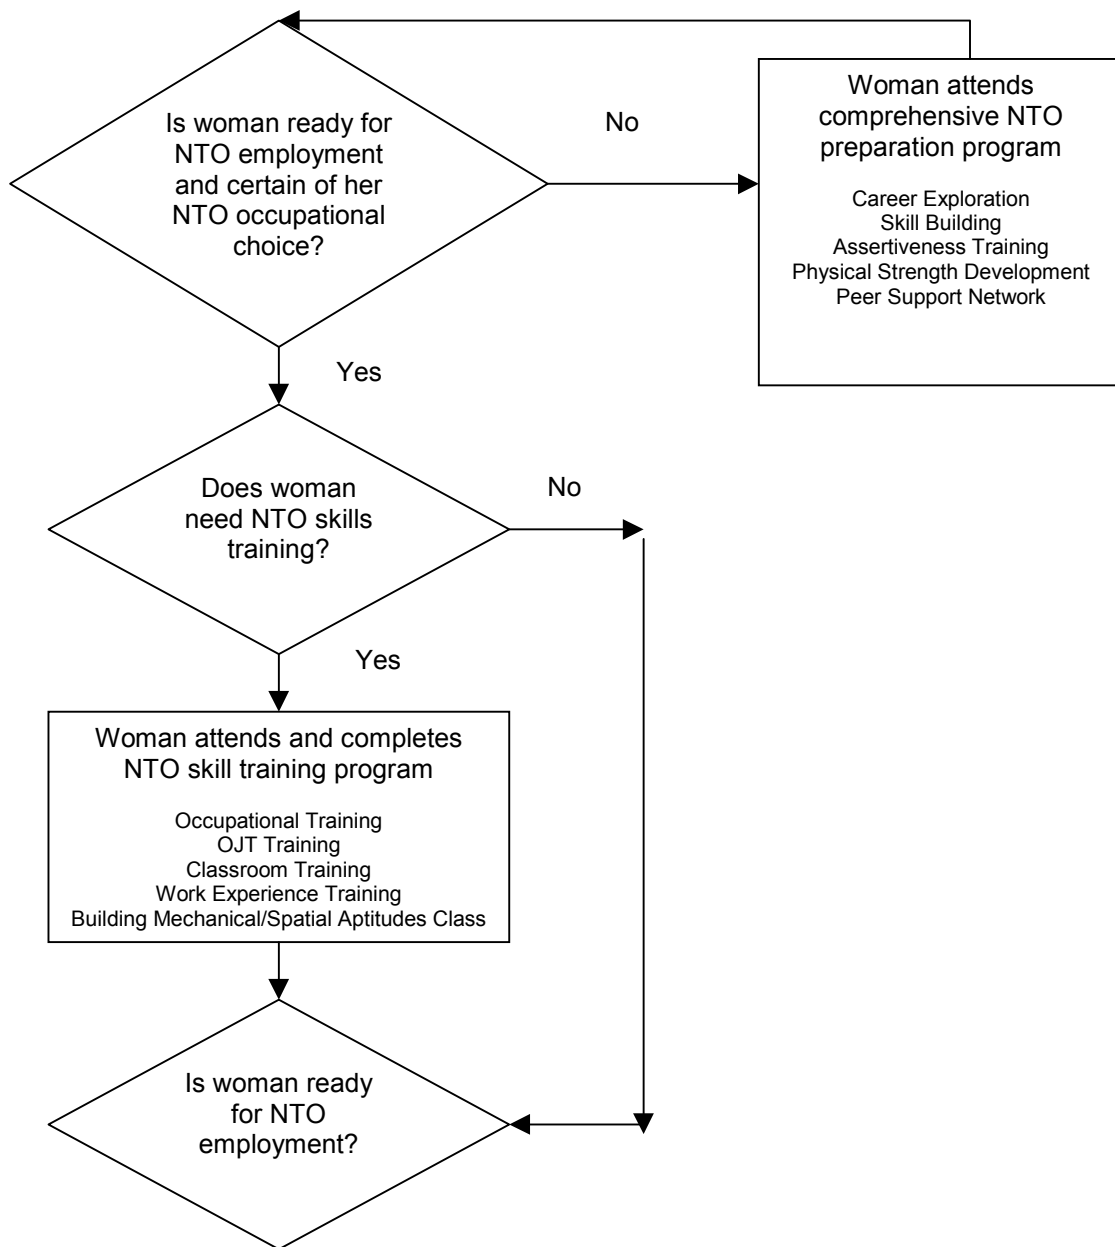 Is woman ready for
NTO employment
and certain of her
NTO occupational
choice?
No
Woman attends
comprehensive NTO
preparation program
Career Exploration
Skill Building
Assertiveness Training
Physical Strength Development
Peer Support Network
Yes
Does woman
need NTO skills
training?
No
Yes
Woman attends and completes
NTO skill training program
Occupational Training
OJT Training
Classroom Training
Work Experience Training
Building Mechanical/Spatial Aptitudes Class
Is woman ready
for NTO
employment?